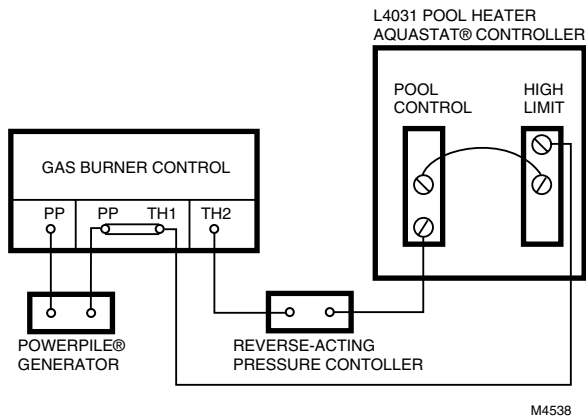 L4031 POOL HEATER
AQUASTAT® CONTROLLER
POOL
CONTROL
HIGH
LIMIT
GAS BURNER CONTROL
PP
PP
TH1
TH2
POWERPILE®
GENERATOR
REVERSE-ACTING
PRESSURE CONTOLLER
M4538